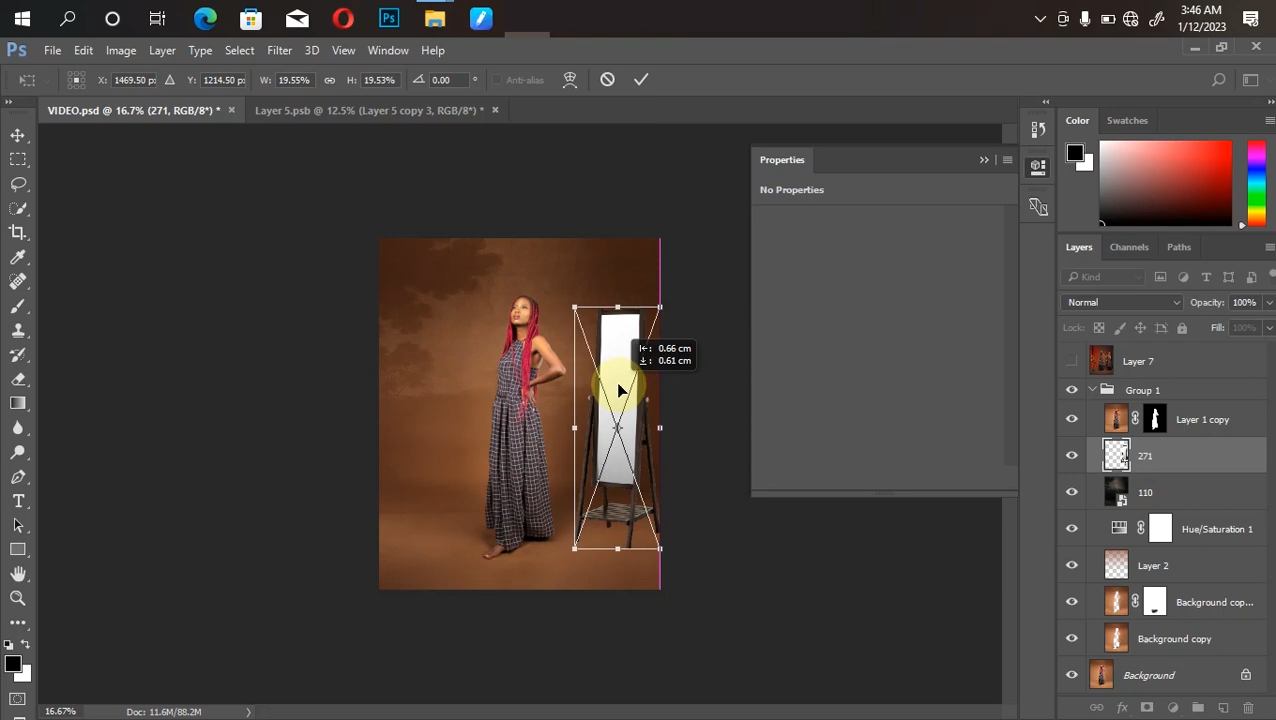 3:46 AM
1/12/2023
Ps
Ps File Edit Image Layer Type Select Filter 3D View Window Help
X: 1469.50 px Y: 1214.50 px W: 19.55% H: 19.53% 0.00 ° Anti-alias
VIDEO.psd @ 16.7% (271, RGB/8*) * × Layer 5.psb @ 12.5% (Layer 5 copy 3, RGB/8*) * ×
Properties
No Properties
Color Swatches
Layers Channels Paths
Kind
Normal Opacity: 100%
Lock: Fill: 100%
Layer 7
Group 1
Layer 1 copy
271
110
Hue/Saturation 1
Layer 2
Background cop...
Background copy
Background
0.66 cm
0.61 cm
16.67% Doc: 11.6M/88.2M